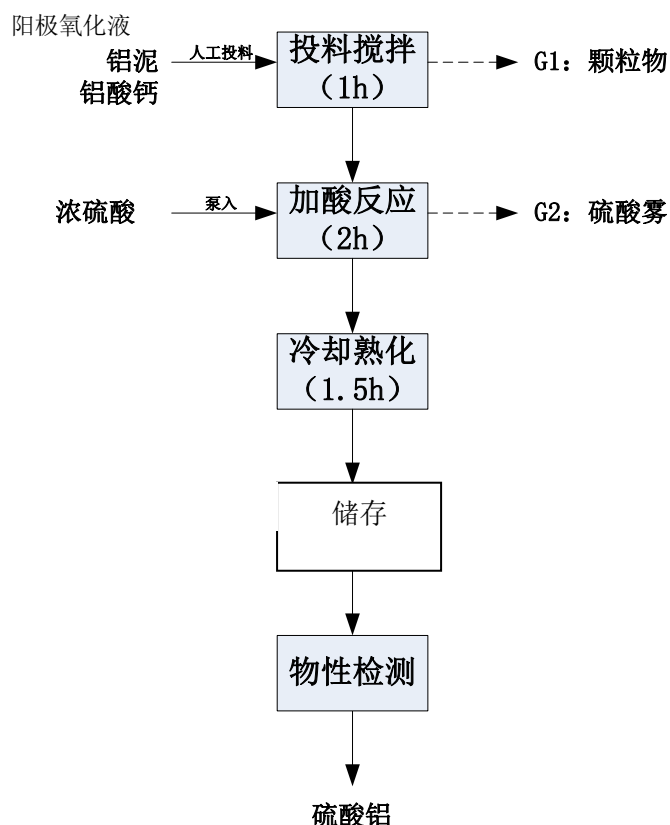 阳极氧化液
铝泥
铝酸钙
人工投料
投料搅拌
（1h）
G1：颗粒物
浓硫酸
泵入
加酸反应
（2h）
G2：硫酸雾
冷却熟化
（1.5h）
储存
物性检测
硫酸铝